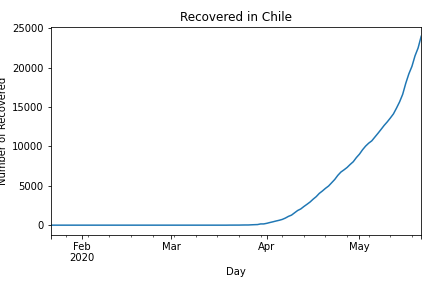 Recovered in Chile
Number of Recovered
25000
20000
15000
10000
5000
0
Feb
2020
Mar
Apr
May
Day